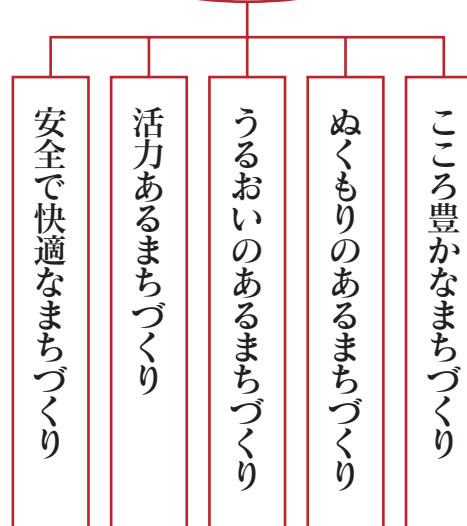 こころ豊かなまちづくり
ぬくもりのあるまちづくり
うるおいのあるまちづくり
活力あるまちづくり
安全で快適なまちづくり